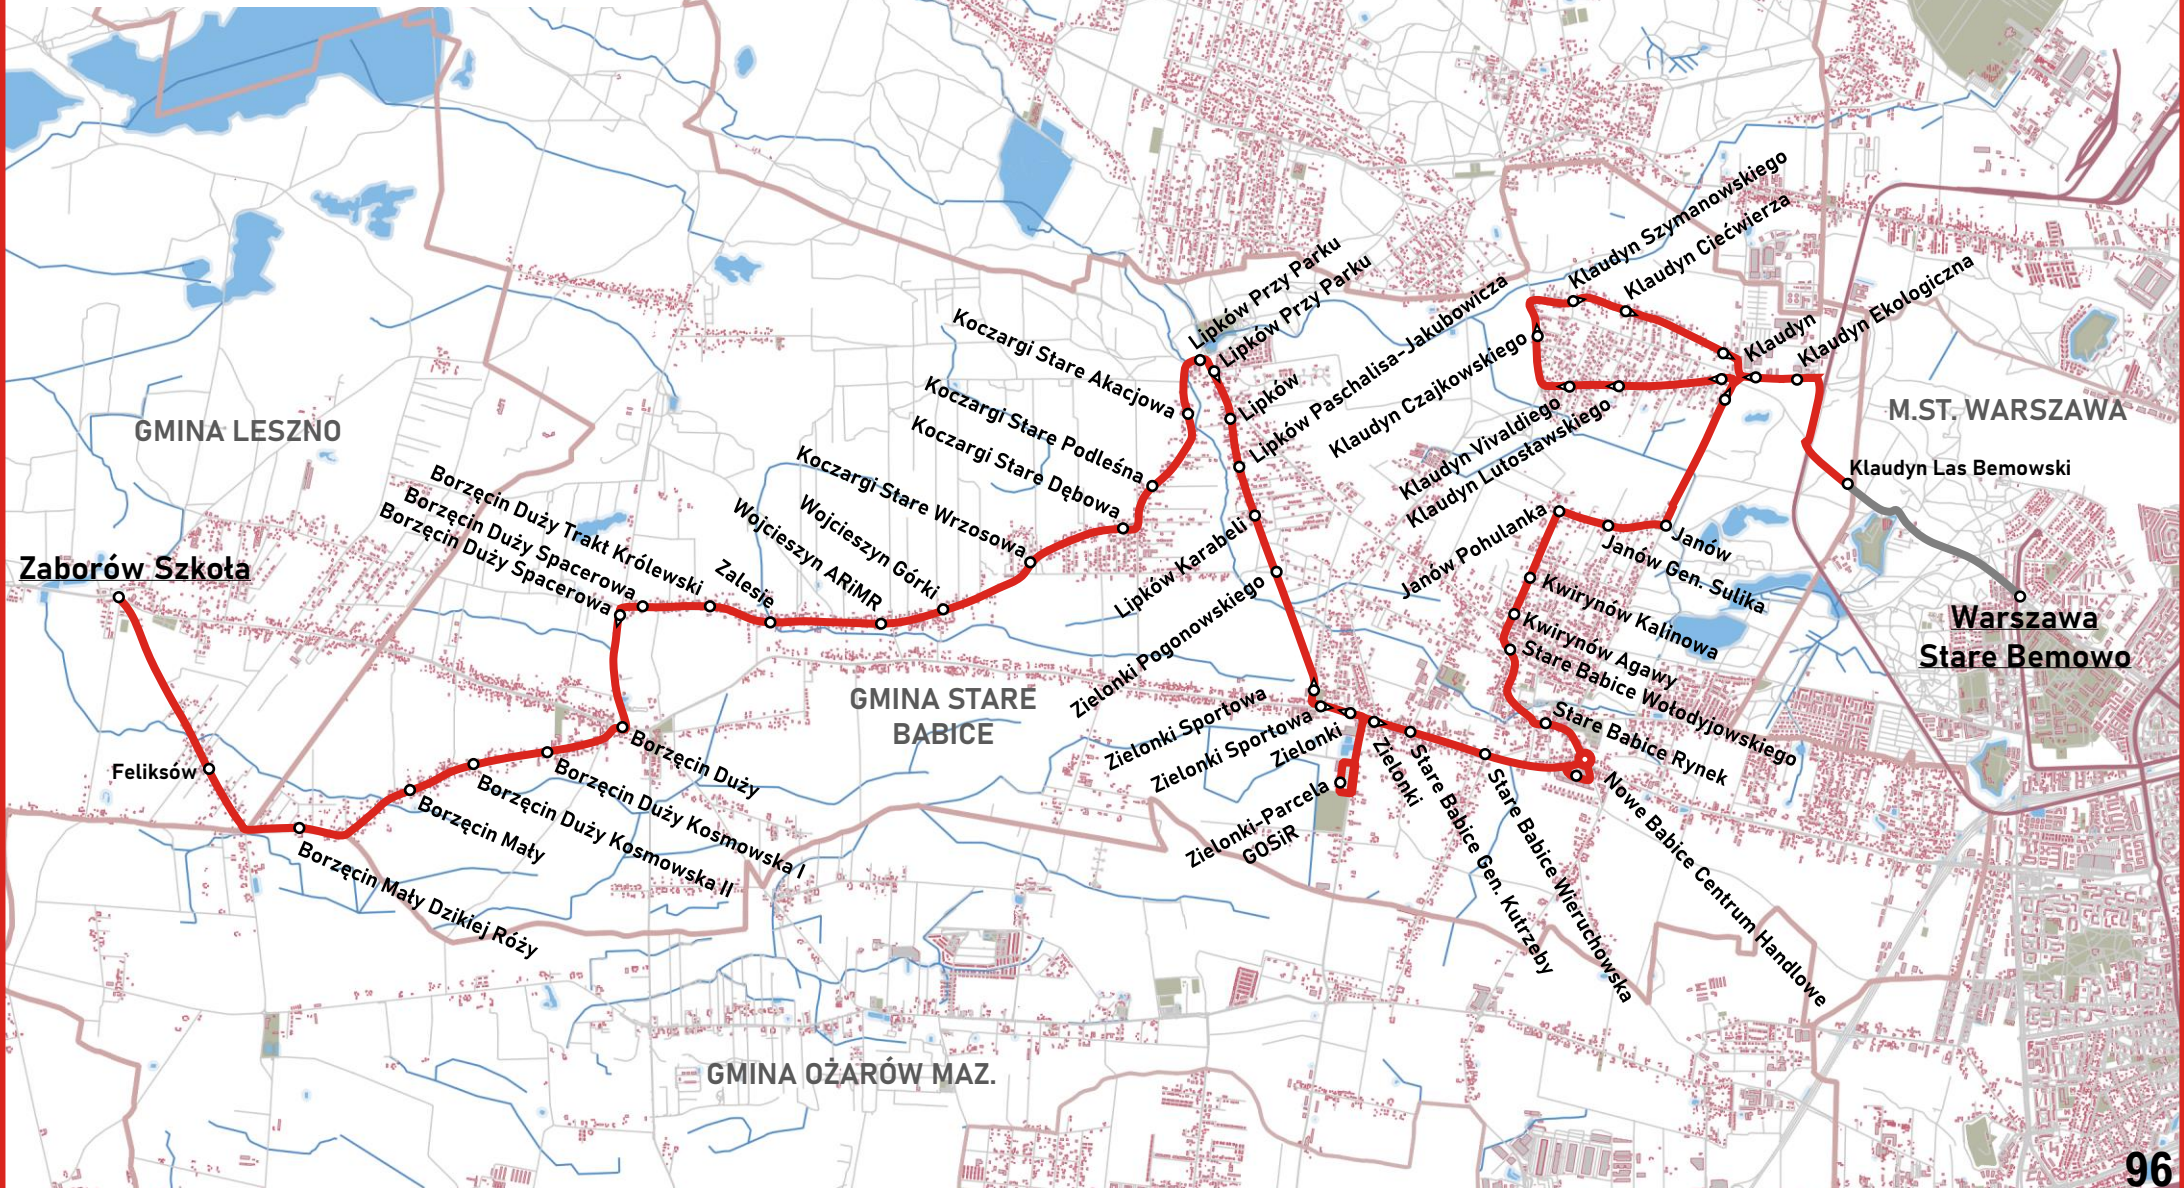 Klaudyn Szymanowskiego
Klaudyn Ciećwierza
Klaudyn Ekologiczna
Klaudyn
Lipków Przy Parku
Lipków Przy Parku
Lipków Paschalisa-Jakubowicza
Lipków
Klaudyn Czajkowskiego
Klaudyn Vivaldiego
Klaudyn Lutosławskiego
Koczargi Stare Akacjowa
Koczargi Stare Podleśna
Koczargi Stare Dębowa
Koczargi Stare Wrzosowa
GMINA LESZNO
M.ST. WARSZAWA
Klaudyn Las Bemowski
Borzęcin Duży Trakt Królewski
Borzęcin Duży Spacerowa
Borzęcin Duży Spacerowa
Zalesie
Wojcieszyn ARiMR
Wojcieszyn Górki
Lipków Karabeli
Zielonki Pogonowskiego
Janów Pohulanka
Janów
Janów Gen. Sulika
Kwirynów Kalinowa
Kwirynów Agawy
Stare Babice Wołodyjowskiego
Stare Babice Rynek
Zaborów Szkoła
Warszawa
Stare Bemowo
GMINA STARE
BABICE
Zielonki Sportowa
Zielonki Sportowa
Zielonki
Zielonki
Zielonki-Parcela
GOSiR
Stare Babice Gen. Kutrzeby
Stare Babice Wieruchowska
Nowe Babice Centrum Handlowe
Feliksów
Borzęcin Duży
Borzęcin Duży Kosmowska I
Borzęcin Duży Kosmowska II
Borzęcin Mały
Borzęcin Mały Dzikiej Róży
GMINA OŻARÓW MAZ.
96